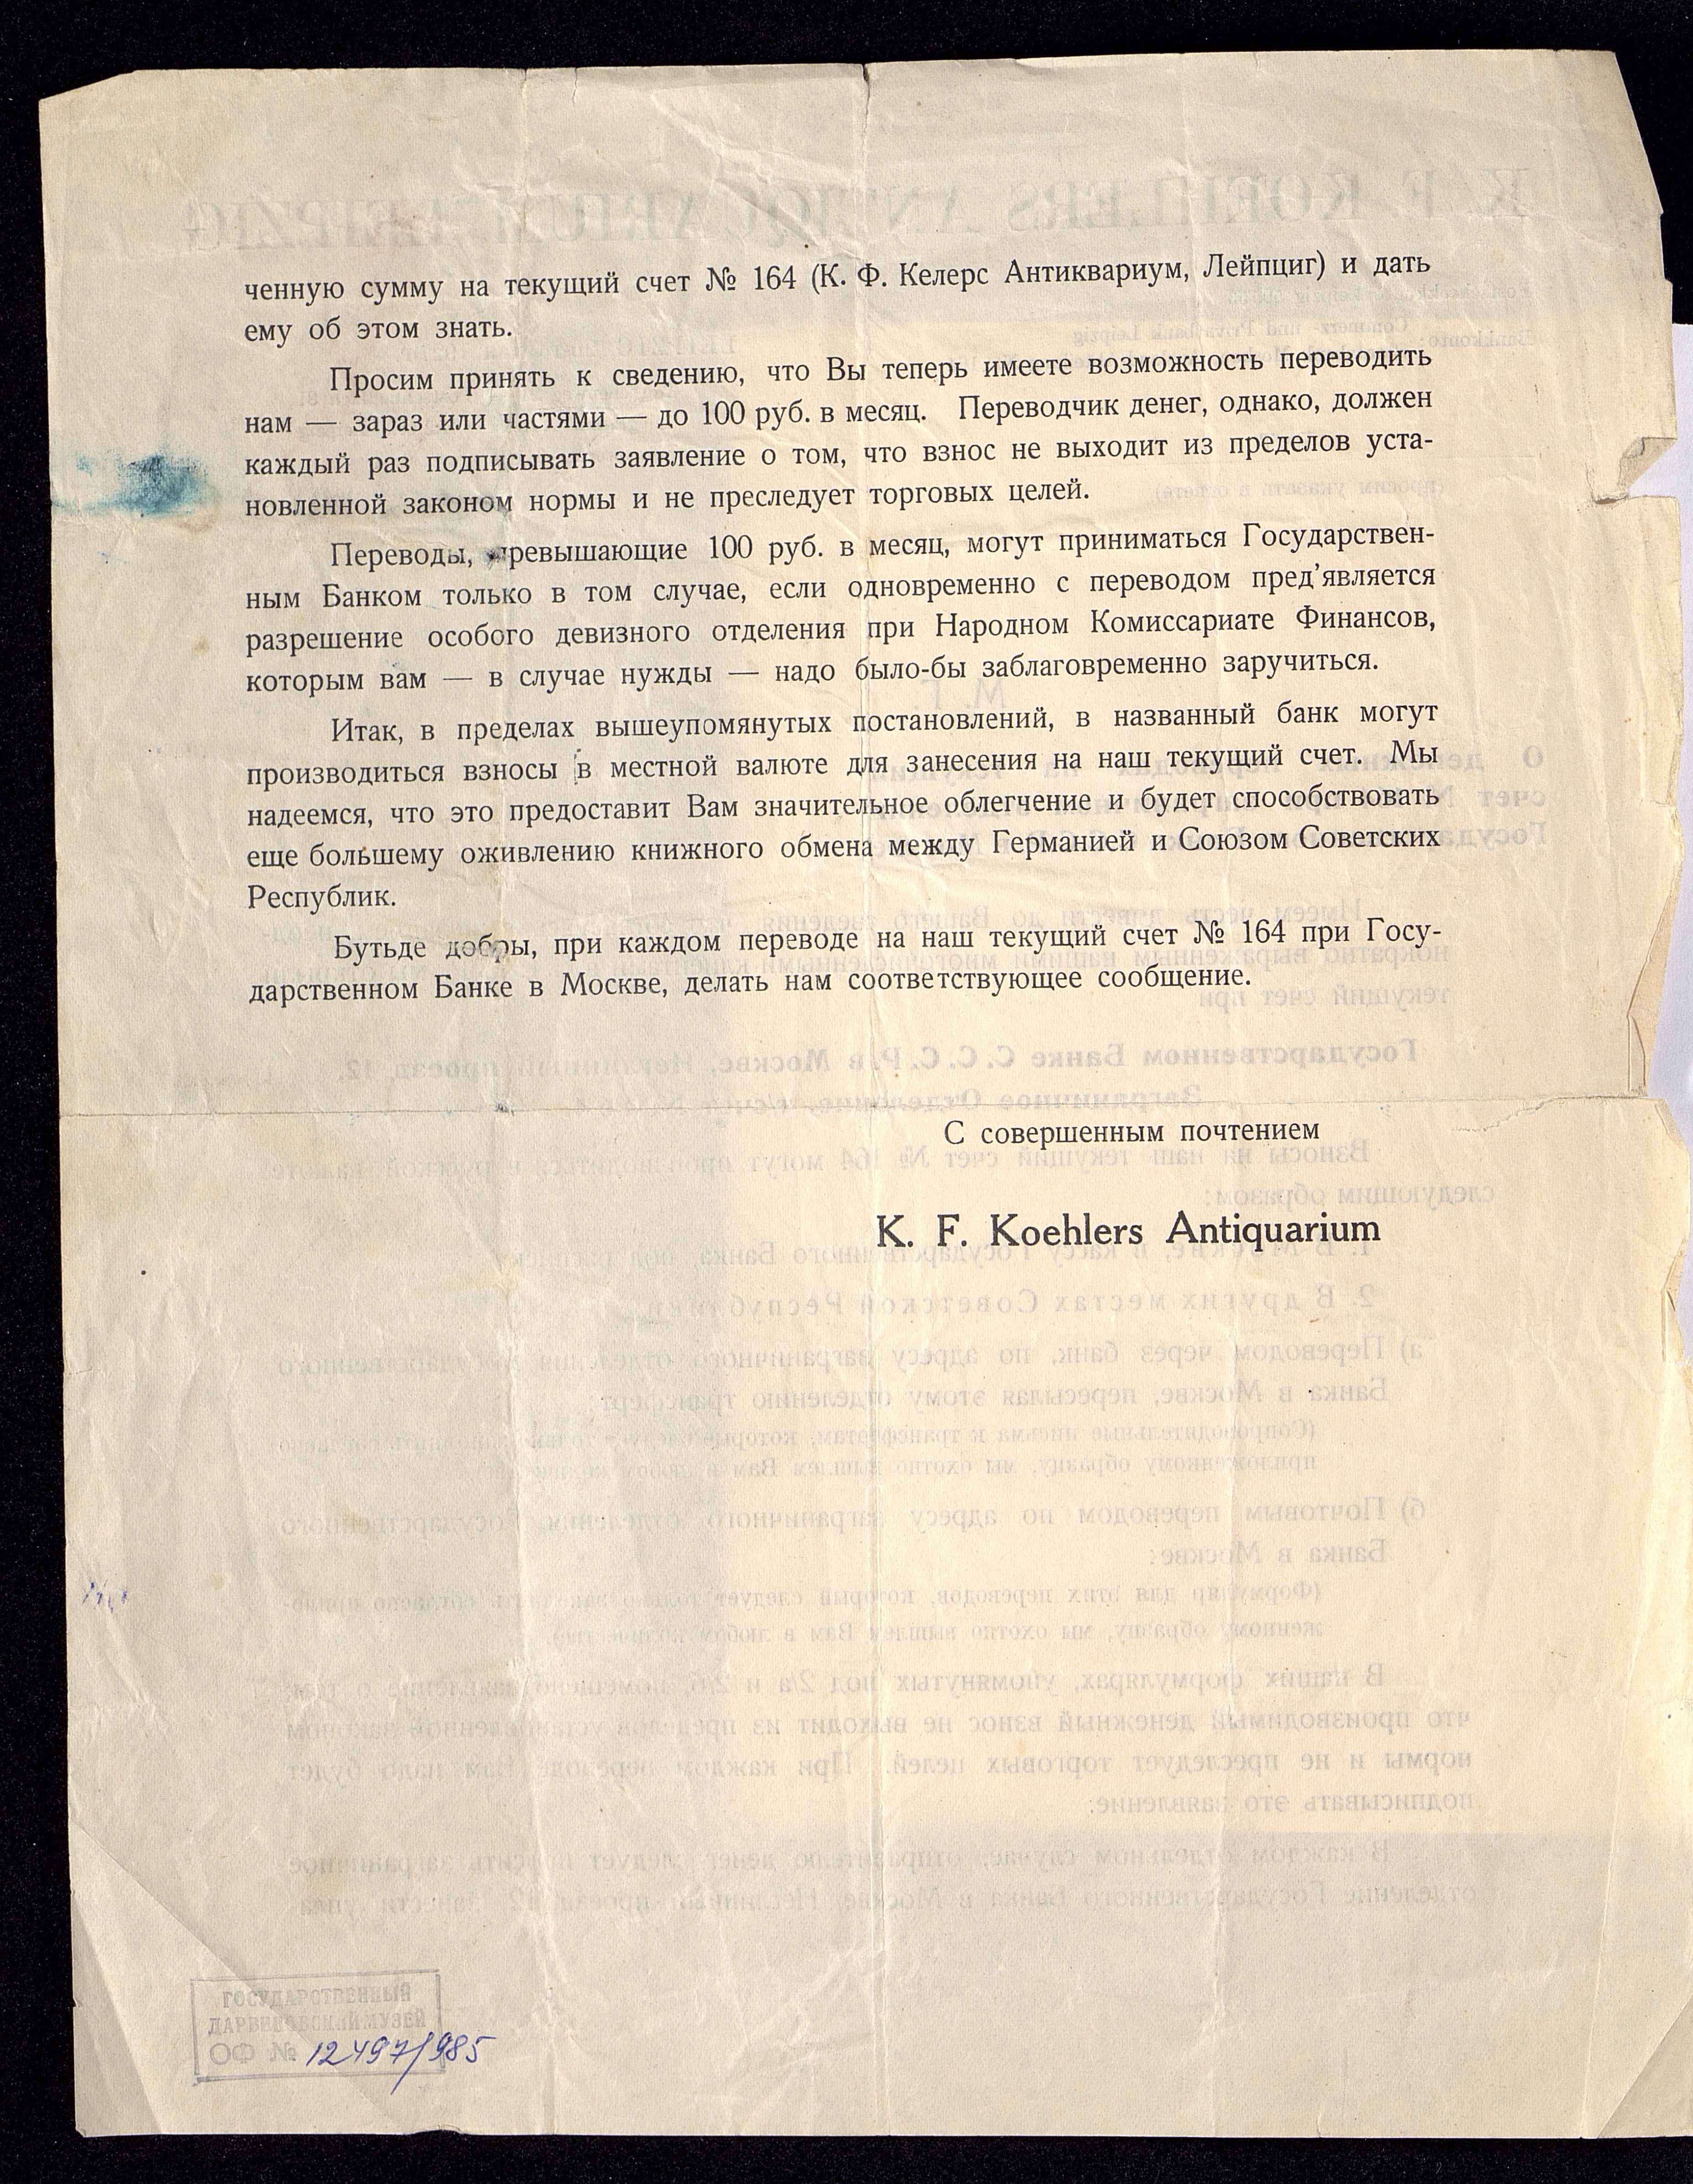 ченную сумму на текущий счет № 164 (К. Ф. Келерс Антиквариум, Лейпциг) и дать
ему об этом знать.
Просим принять к сведению, что Вы теперь имеете возможность переводить
нам — зараз или частями — до 100 руб. в месяц. Переводчик денег, однако, должен
каждый раз подписывать заявление о том, что взнос не выходит из пределов уста-
новленной законом нормы и не преследует торговых целей.
Переводы, превышающие 100 руб. в месяц, могут приниматься Государствен-
ным Банком только в том случае, если одновременно с переводом пред’является
разрешение особого девизного отделения при Народном Комиссариате Финансов,
которым вам — в случае нужды — надо было-бы заблаговременно заручиться.
Итак, в пределах вышеупомянутых постановлений, в названный банк могут
производиться взносы в местной валюте для занесения на наш текущий счет. Мы
надеемся, что это предоставит Вам значительное облегчение и будет способствовать
еще большему оживлению книжного обмена между Германией и Союзом Советских
Республик.
Бутьде добры, при каждом переводе на наш текущий счет № 164 при Госу-
дарственном Банке в Москве, делать нам соответствующее сообщение.
С совершенным почтением
K. F. Koehlers Antiquarium
ГОСУДАРСТВЕННЫЙ
ДАРВИНОВСКИЙ МУЗЕЙ
ОФ № 12497/985